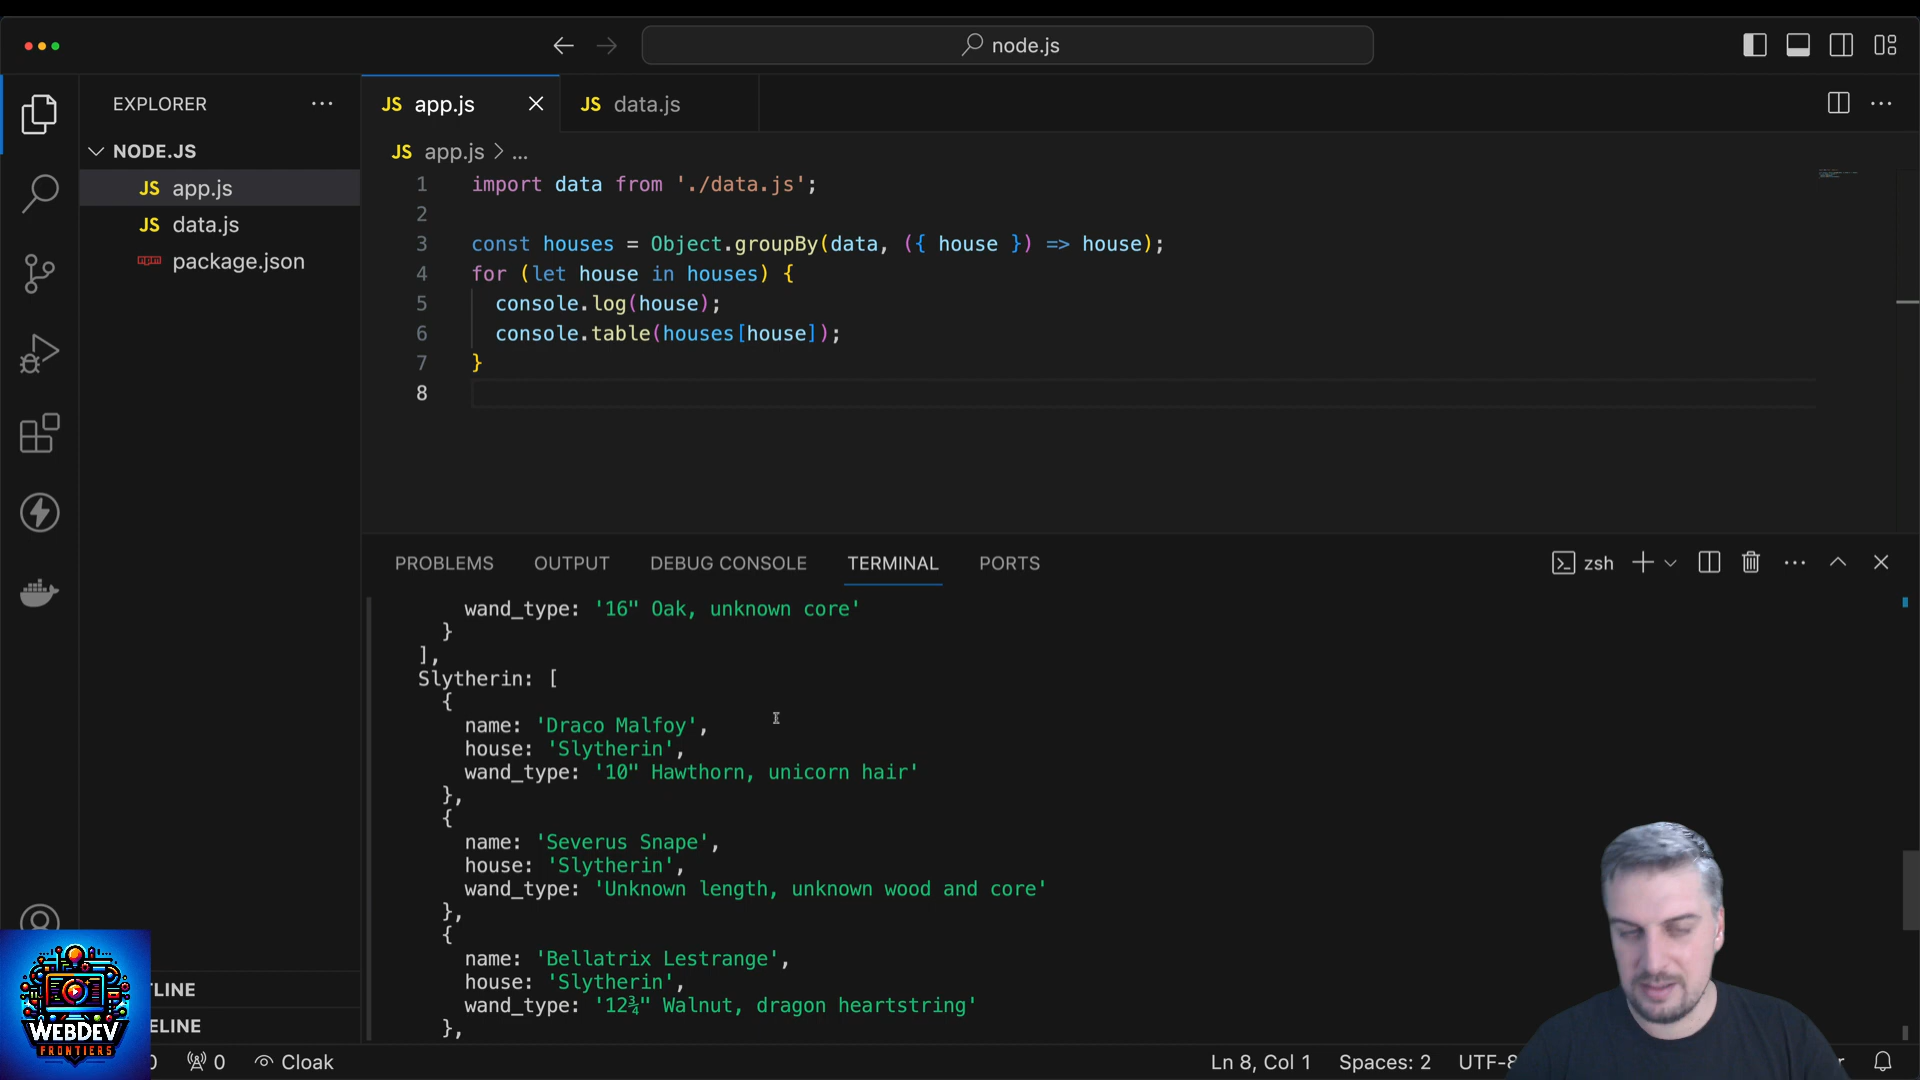 node.js
EXPLORER
NODE.JS
JS app.js
JS data.js
npm package.json
JS app.js
JS data.js
JS app.js > ...
1 import data from './data.js';
2
3 const houses = Object.groupBy(data, ({ house }) => house);
4 for (let house in houses) {
5 console.log(house);
6 console.table(houses[house]);
7 }
8
PROBLEMS OUTPUT DEBUG CONSOLE TERMINAL PORTS
zsh
wand_type: '16" Oak, unknown core'
}
],
Slytherin: [
{
name: 'Draco Malfoy',
house: 'Slytherin',
wand_type: '10" Hawthorn, unicorn hair'
},
{
name: 'Severus Snape',
house: 'Slytherin',
wand_type: 'Unknown length, unknown wood and core'
},
{
name: 'Bellatrix Lestrange',
house: 'Slytherin',
wand_type: '12¾" Walnut, dragon heartstring'
},
TLINE
ELINE
WEBDEV
FRONTIERS
0 Cloak
Ln 8, Col 1 Spaces: 2 UTF-8